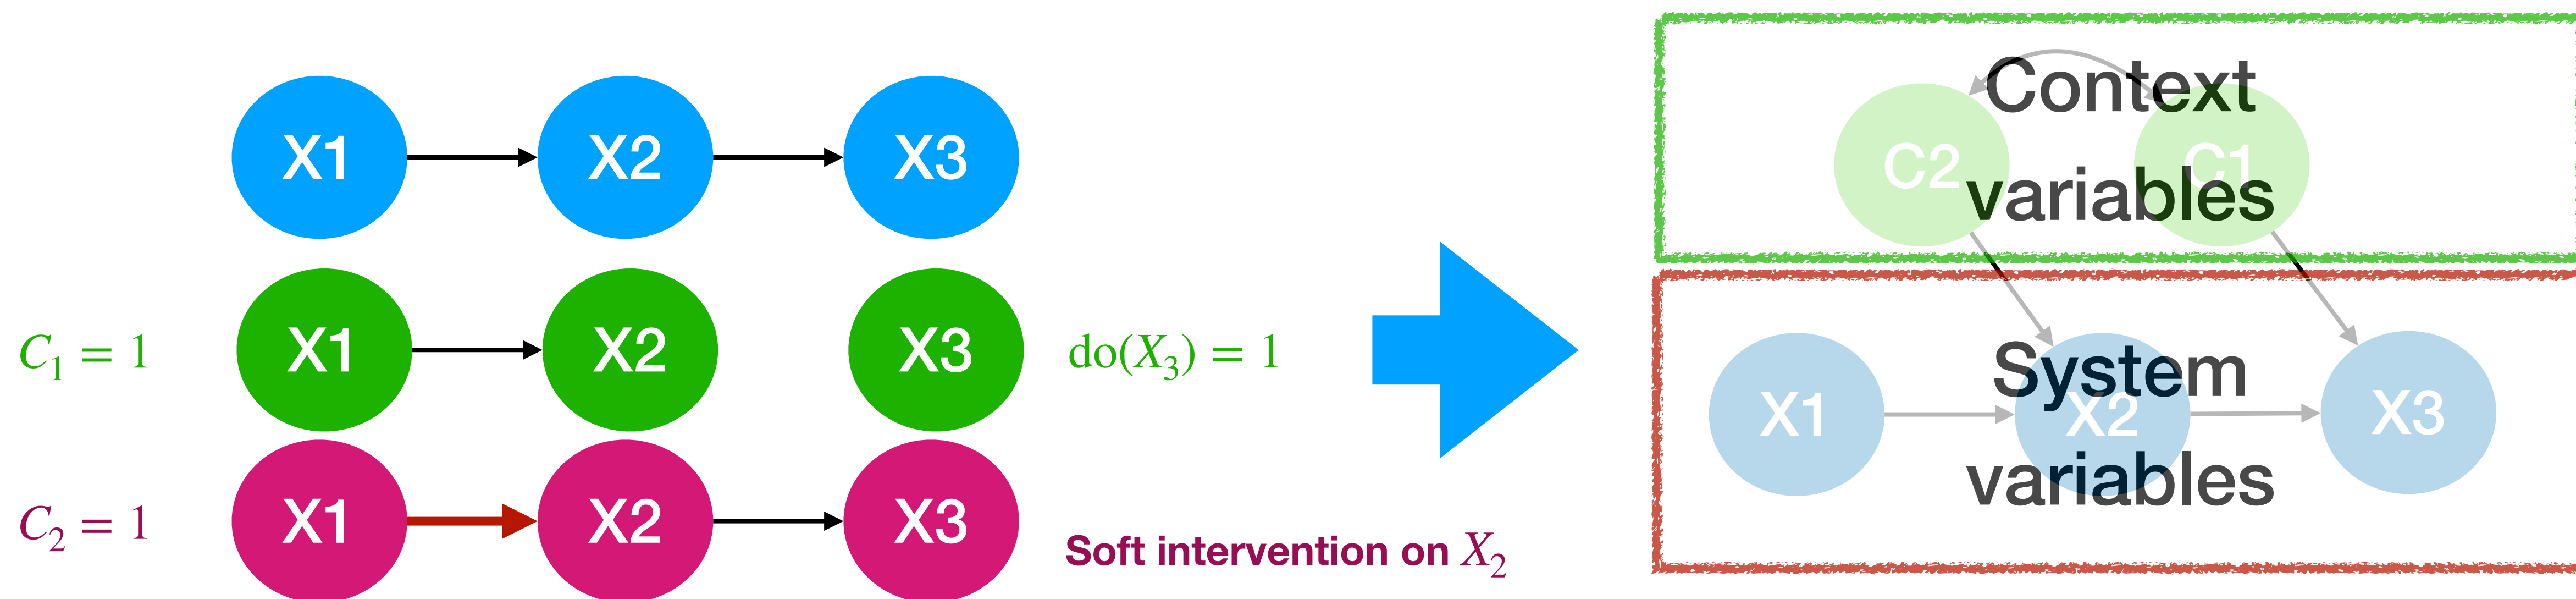 X1 X2 X3
C₁ = 1 X1 X2 X3 do(X₃) = 1
C₂ = 1 X1 X2 X3 Soft intervention on X₂
Context
C2 C1
variables
System
X1 X2 X3
variables